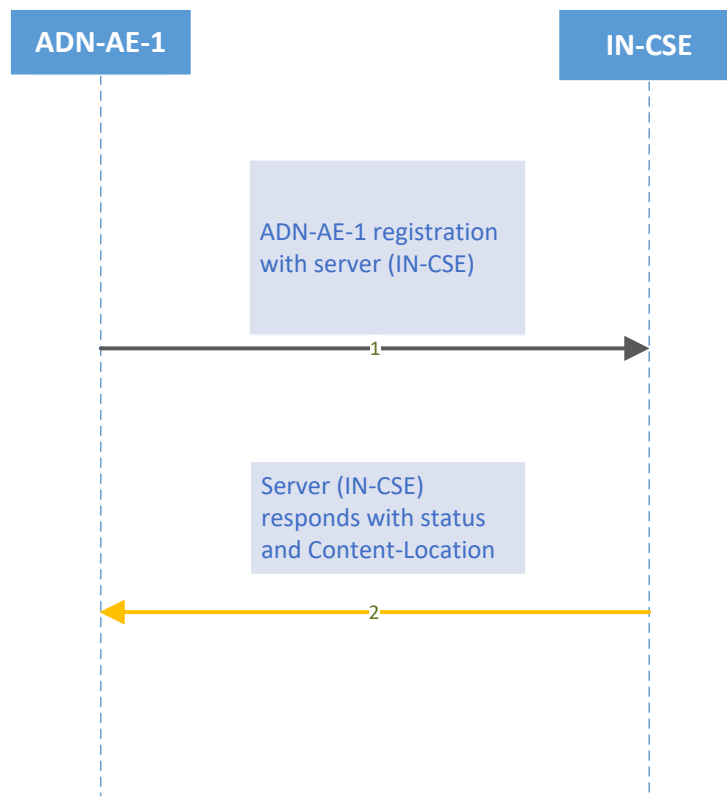 ADN-AE-1
IN-CSE
ADN-AE-1 registration
with server (IN-CSE)
1
Server (IN-CSE)
responds with status
and Content-Location
2